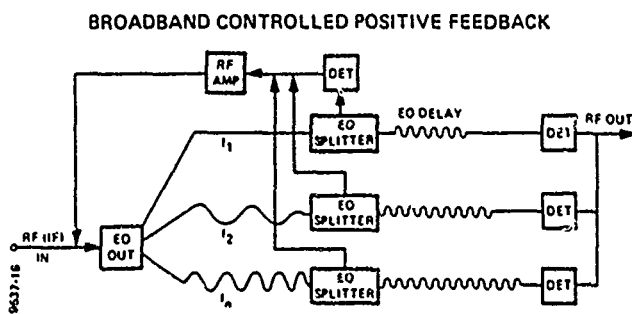 BROADBAND CONTROLLED POSITIVE FEEDBACK
RF
AMP
DET
EO DELAY
RF OUT
I1
EO
SPLITTER
DET
EO
SPLITTER
DET
RF (IF)
IN
EO
OUT
I2
EO
SPLITTER
DET
In
9637-16